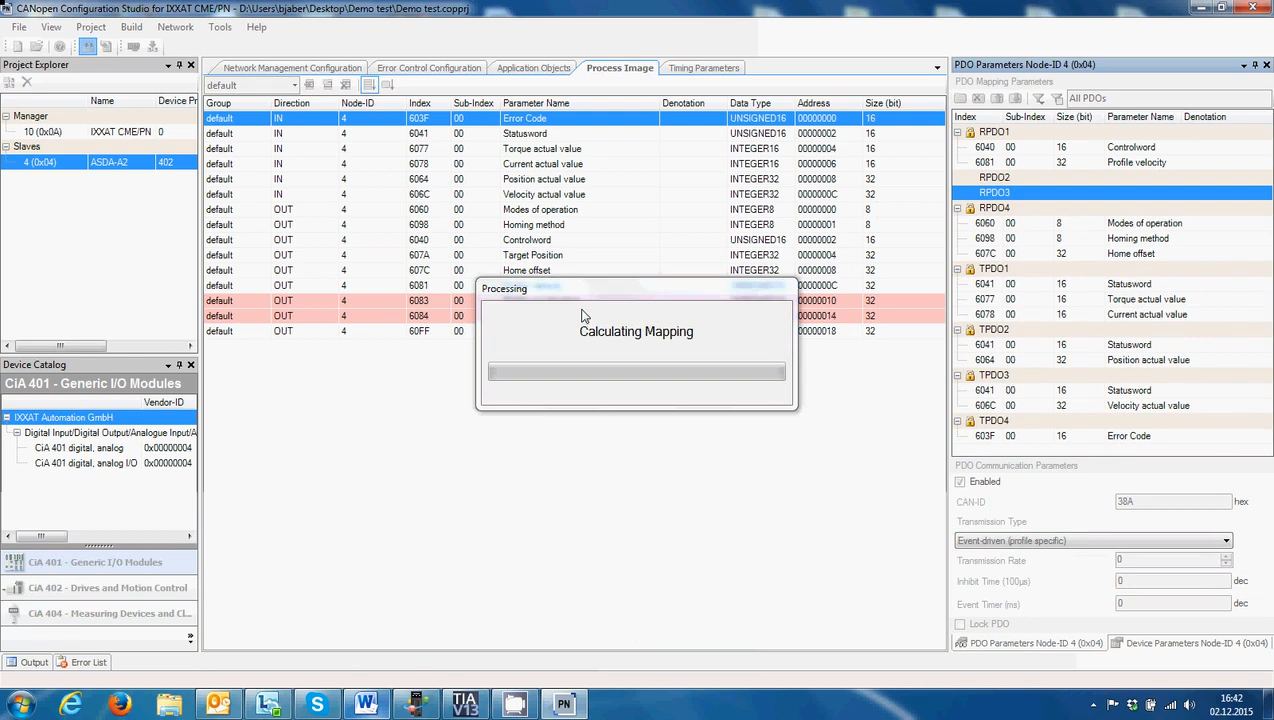 CANopen Configuration Studio for IXXAT CME/PN - D:\Users\bjaber\Desktop\Demo test\Demo test.copprj
File View Project Build Network Tools Help
Project Explorer
Name Device Pr
Manager
10 (0x0A) IXXAT CME/PN 0
Slaves
4 (0x04) ASDA-A2 402
Device Catalog
CiA 401 - Generic I/O Modules
Vendor-ID
IXXAT Automation GmbH
Digital Input/Digital Output/Analogue Input/A
CiA 401 digital, analog 0x00000004
CiA 401 digital, analog I/O 0x00000004
CiA 401 - Generic I/O Modules
CiA 402 - Drives and Motion Control
CiA 404 - Measuring Devices and Cl...
Output Error List
Network Management Configuration Error Control Configuration Application Objects Process Image Timing Parameters
default
Group Direction Node-ID Index Sub-Index Parameter Name Denotation Data Type Address Size (bit)
default IN 4 603F 00 Error Code UNSIGNED16 00000000 16
default IN 4 6041 00 Statusword UNSIGNED16 00000002 16
default IN 4 6077 00 Torque actual value INTEGER16 00000004 16
default IN 4 6078 00 Current actual value INTEGER16 00000006 16
default IN 4 6064 00 Position actual value INTEGER32 00000008 32
default IN 4 606C 00 Velocity actual value INTEGER32 0000000C 32
default OUT 4 6060 00 Modes of operation INTEGER8 00000000 8
default OUT 4 6098 00 Homing method INTEGER8 00000001 8
default OUT 4 6040 00 Controlword UNSIGNED16 00000002 16
default OUT 4 607A 00 Target Position INTEGER32 00000004 32
default OUT 4 607C 00 Home offset INTEGER32 00000008 32
default OUT 4 6081 00 0000000C 32
default OUT 4 6083 00 00000010 32
default OUT 4 6084 00 00000014 32
default OUT 4 60FF 00 00000018 32
Processing
Calculating Mapping
PDO Parameters Node-ID 4 (0x04)
PDO Mapping Parameters
All PDOs
Index Sub-Index Size (bit) Parameter Name Denotation
RPDO1
6040 00 16 Controlword
6081 00 32 Profile velocity
RPDO2
RPDO3
RPDO4
6060 00 8 Modes of operation
6098 00 8 Homing method
607C 00 32 Home offset
TPDO1
6041 00 16 Statusword
6077 00 16 Torque actual value
6078 00 16 Current actual value
TPDO2
6041 00 16 Statusword
6064 00 32 Position actual value
TPDO3
6041 00 16 Statusword
606C 00 32 Velocity actual value
TPDO4
603F 00 16 Error Code
PDO Communication Parameters
Enabled
CAN-ID 38A hex
Transmission Type
Event-driven (profile specific)
Transmission Rate 0
Inhibit Time (100µs) 0 dec
Event Timer (ms) 0 dec
Lock PDO
PDO Parameters Node-ID 4 (0x04) Device Parameters Node-ID 4 (0x04)
TIA
V13
PN
16:42
02.12.2015